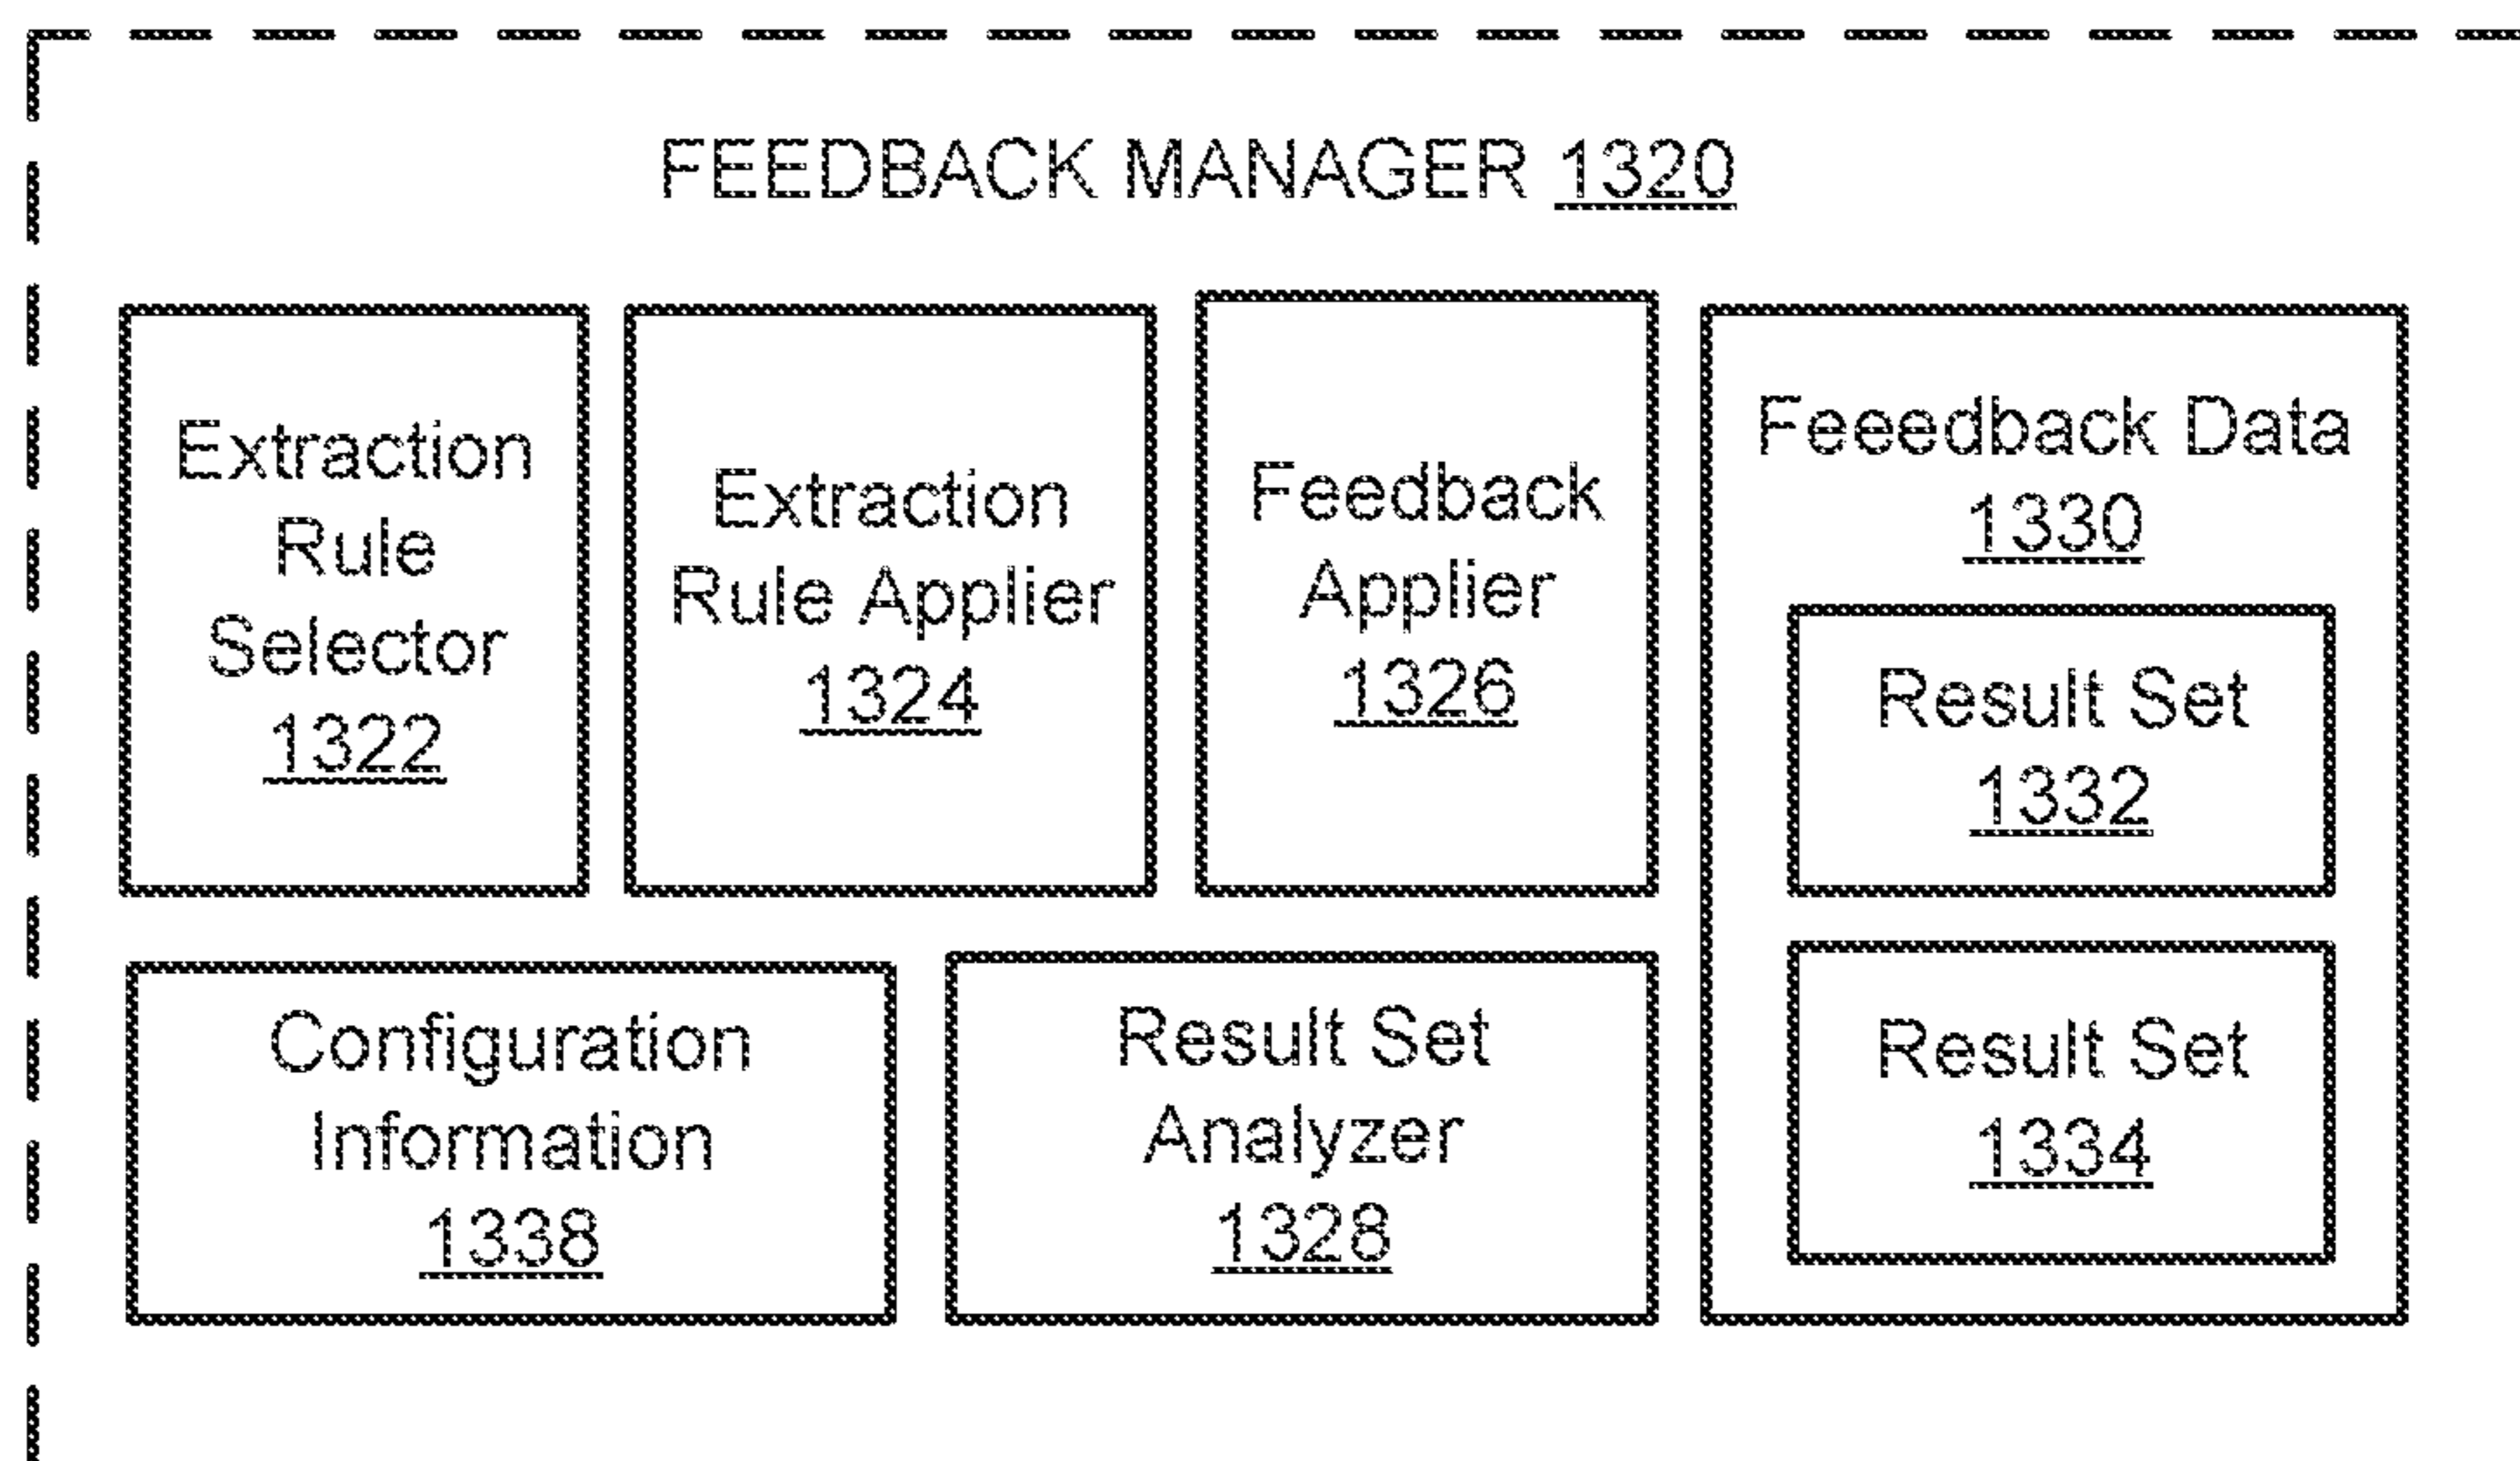 FEEDBACK MANAGER 1320
Extraction
Rule
Selector
1322
Extraction
Rule Applier
1324
Feedback
Applier
1326
Feeedback Data
1330
Result Set
1332
Result Set
1334
Configuration
Information
1338
Result Set
Analyzer
1328